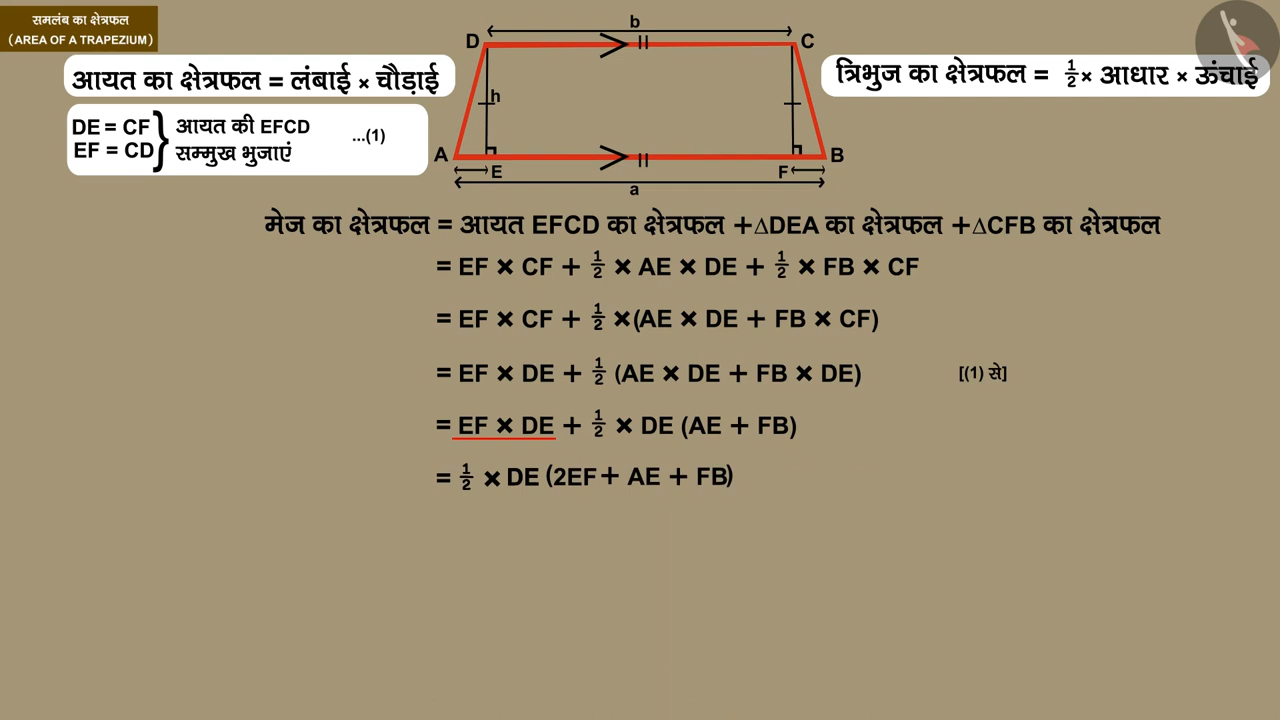 समलंब का क्षेत्रफल
(AREA OF A TRAPEZIUM)
आयत का क्षेत्रफल = लंबाई × चौड़ाई
त्रिभुज का क्षेत्रफल = 1/2 × आधार × ऊंचाई
DE = CF
EF = CD
} आयत की EFCD
सम्मुख भुजाएं
...(1)
b
D
C
h
A
B
E
F
a
मेज का क्षेत्रफल = आयत EFCD का क्षेत्रफल + ∆DEA का क्षेत्रफल + ∆CFB का क्षेत्रफल
= EF × CF + 1/2 × AE × DE + 1/2 × FB × CF
= EF × CF + 1/2 × (AE × DE + FB × CF)
= EF × DE + 1/2 (AE × DE + FB × DE) [(1) से]
= EF × DE + 1/2 × DE (AE + FB)
= 1/2 × DE (2EF + AE + FB)